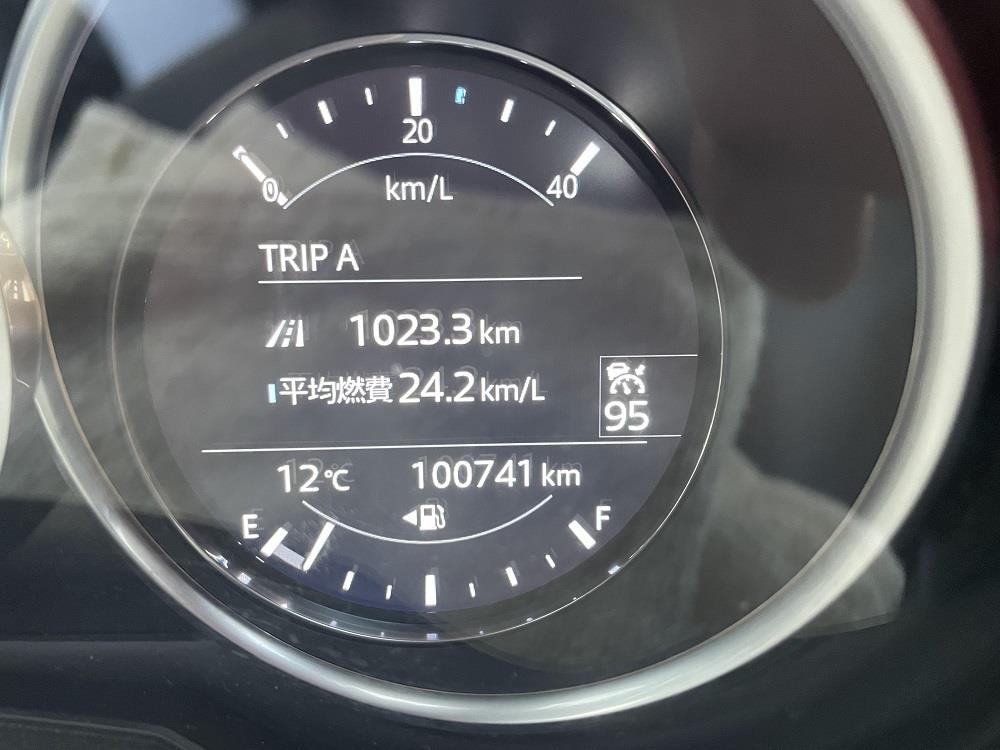 20
0 km/L 40
TRIP A
1023.3 km
平均燃費 24.2 km/L
95
12℃ 100741 km
E F